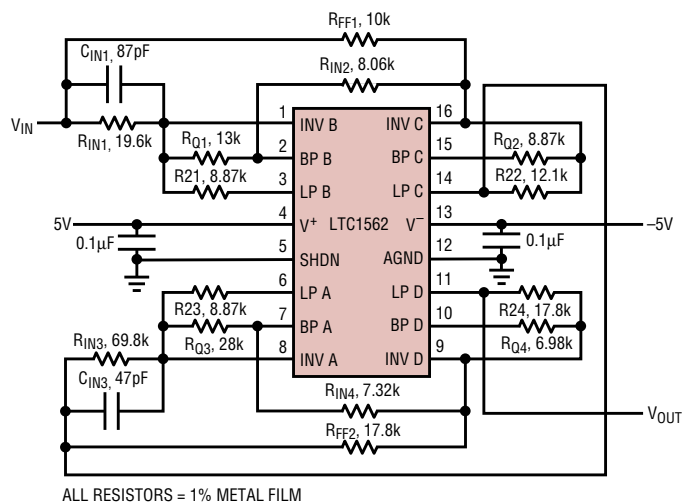 RFF1, 10k
CIN1, 87pF
RIN2, 8.06k
VIN
RIN1, 19.6k
1 INV B INV C 16
RQ1, 13k
2 BP B BP C 15
RQ2, 8.87k
R21, 8.87k
3 LP B LP C 14
R22, 12.1k
5V
4 V+ LTC1562 V– 13
–5V
0.1µF
5 SHDN AGND 12
0.1µF
6 LP A LP D 11
R23, 8.87k
R24, 17.8k
7 BP A BP D 10
RIN3, 69.8k
RQ3, 28k
8 INV A INV D 9
RQ4, 6.98k
CIN3, 47pF
RIN4, 7.32k
VOUT
RFF2, 17.8k
ALL RESISTORS = 1% METAL FILM